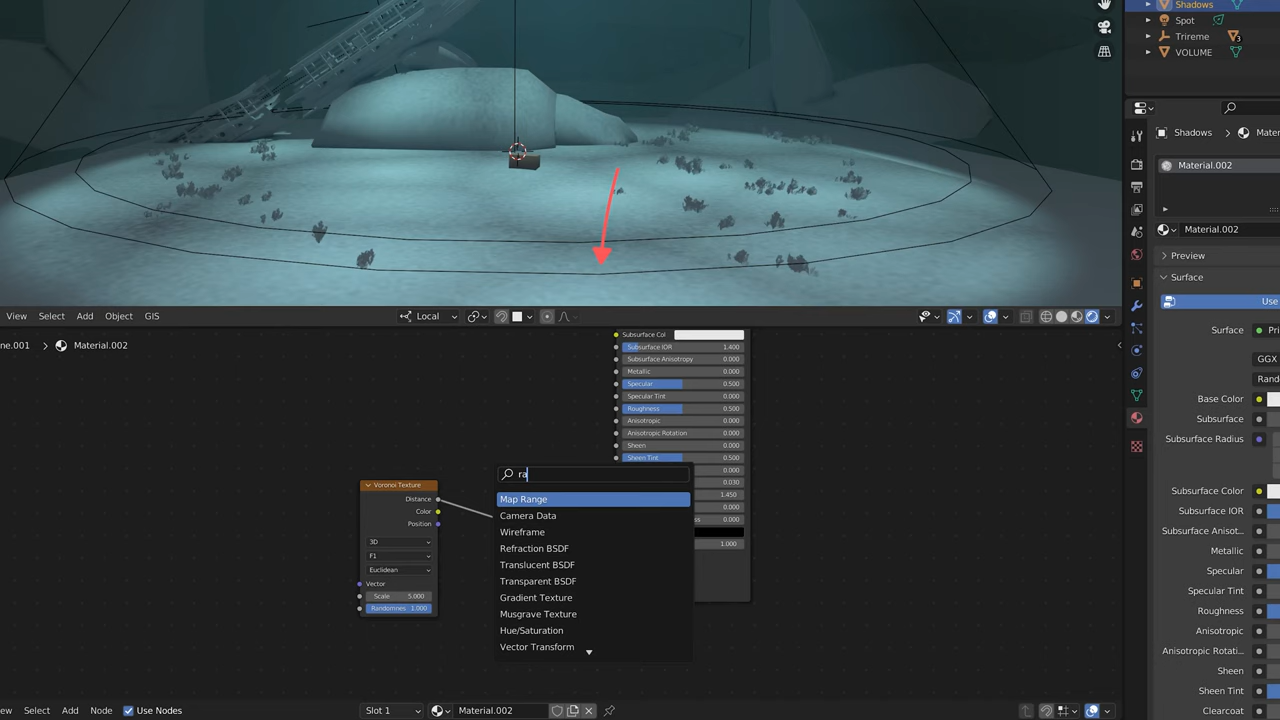 Shadows
Spot
Trireme
3
VOLUME
Shadows
Material.002
Material.002
Preview
Surface
Use
Surface
GGX
Base Color
Subsurface
Subsurface Radius
Subsurface Color
Subsurface IOR
Subsurface Anisot...
Metallic
Specular
Specular Tint
Roughness
Anisotropic
Anisotropic Rotati...
Sheen
Sheen Tint
Clearcoat
View
Select
Add
Object
GIS
Local
ne.001
Material.002
Subsurface Col
Subsurface IOR 1.400
Subsurface Anisotropy 0.000
Metallic 0.000
Specular 0.500
Specular Tint 0.000
Roughness 0.500
Anisotropic 0.000
Anisotropic Rotation 0.000
Sheen 0.000
Sheen Tint 0.500
0.000
0.030
1.450
0.000
0.000
1.000
Voronoi Texture
Distance
Color
Position
3D
F1
Euclidean
Vector
Scale 5.000
Randomnes 1.000
ra
Map Range
Camera Data
Wireframe
Refraction BSDF
Translucent BSDF
Transparent BSDF
Gradient Texture
Musgrave Texture
Hue/Saturation
Vector Transform
Select
Add
Node
Use Nodes
Slot 1
Material.002